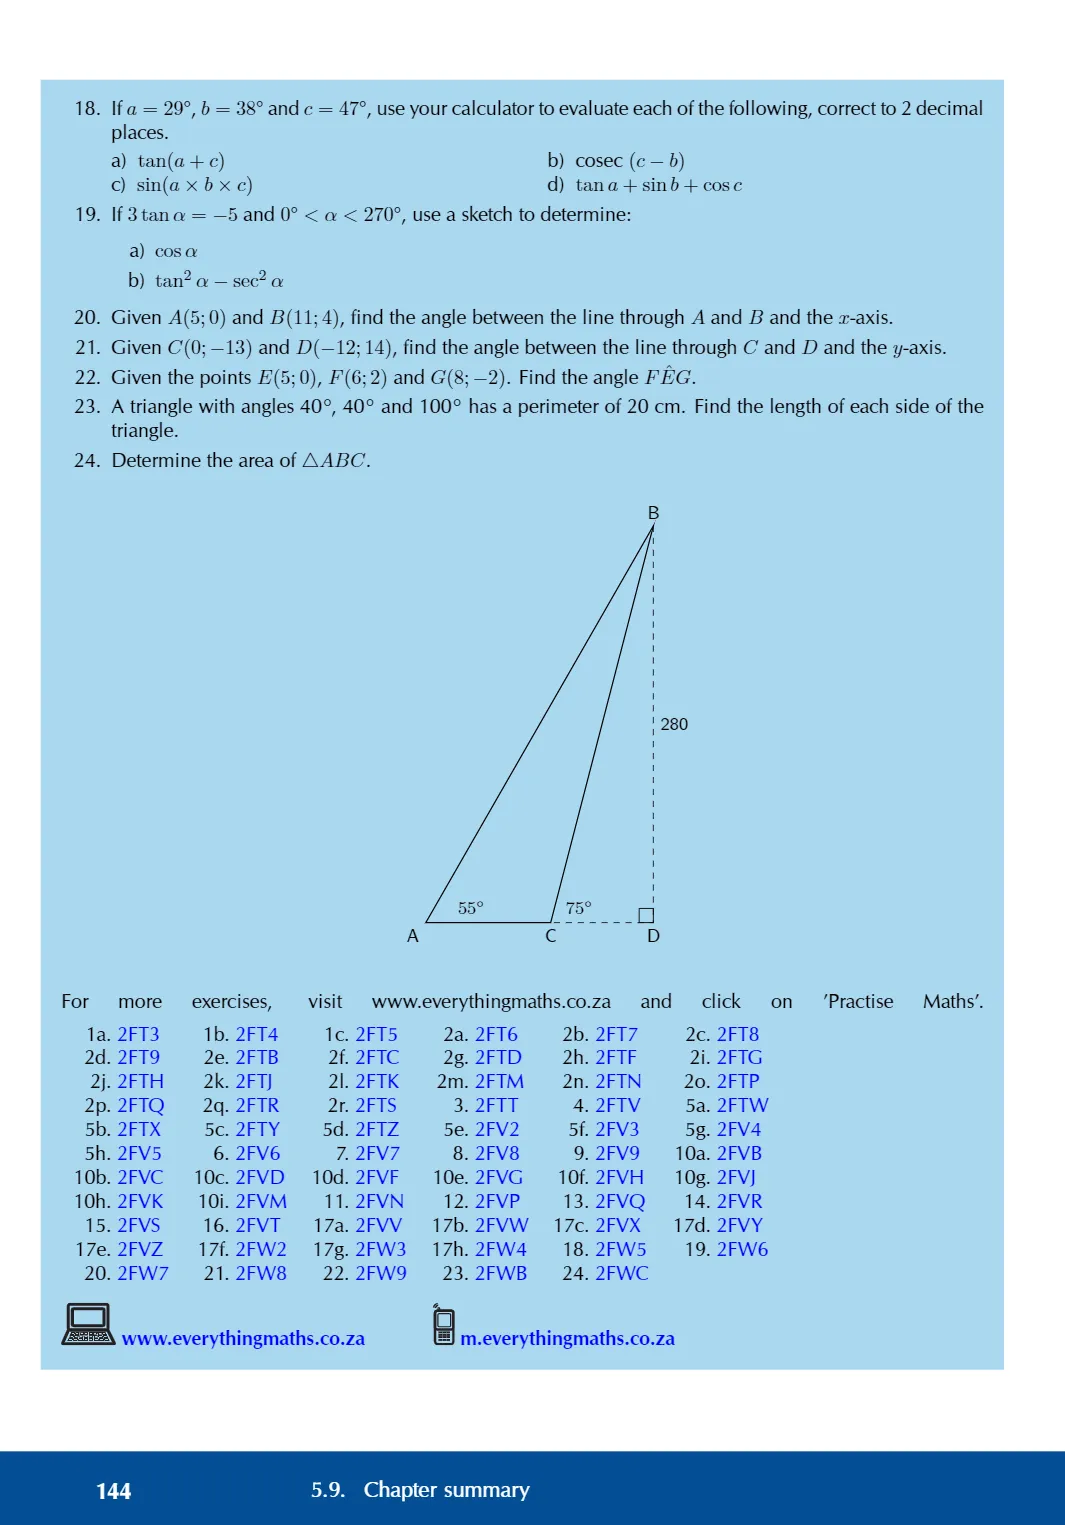 18. If a = 29°, b = 38° and c = 47°, use your calculator to evaluate each of the following, correct to 2 decimal
places.
a) tan(a + c) b) cosec (c − b)
c) sin(a × b × c) d) tan a + sin b + cos c
19. If 3 tan α = −5 and 0° < α < 270°, use a sketch to determine:
a) cos α
b) tan² α − sec² α
20. Given A(5; 0) and B(11; 4), find the angle between the line through A and B and the x-axis.
21. Given C(0; −13) and D(−12; 14), find the angle between the line through C and D and the y-axis.
22. Given the points E(5; 0), F(6; 2) and G(8; −2). Find the angle FÊG.
23. A triangle with angles 40°, 40° and 100° has a perimeter of 20 cm. Find the length of each side of the
triangle.
24. Determine the area of △ABC.
B
280
55° 75°
A C D
For more exercises, visit www.everythingmaths.co.za and click on ’Practise Maths’.
1a. 2FT3 1b. 2FT4 1c. 2FT5 2a. 2FT6 2b. 2FT7 2c. 2FT8
2d. 2FT9 2e. 2FTB 2f. 2FTC 2g. 2FTD 2h. 2FTF 2i. 2FTG
2j. 2FTH 2k. 2FTJ 2l. 2FTK 2m. 2FTM 2n. 2FTN 2o. 2FTP
2p. 2FTQ 2q. 2FTR 2r. 2FTS 3. 2FTT 4. 2FTV 5a. 2FTW
5b. 2FTX 5c. 2FTY 5d. 2FTZ 5e. 2FV2 5f. 2FV3 5g. 2FV4
5h. 2FV5 6. 2FV6 7. 2FV7 8. 2FV8 9. 2FV9 10a. 2FVB
10b. 2FVC 10c. 2FVD 10d. 2FVF 10e. 2FVG 10f. 2FVH 10g. 2FVJ
10h. 2FVK 10i. 2FVM 11. 2FVN 12. 2FVP 13. 2FVQ 14. 2FVR
15. 2FVS 16. 2FVT 17a. 2FVV 17b. 2FVW 17c. 2FVX 17d. 2FVY
17e. 2FVZ 17f. 2FW2 17g. 2FW3 17h. 2FW4 18. 2FW5 19. 2FW6
20. 2FW7 21. 2FW8 22. 2FW9 23. 2FWB 24. 2FWC
www.everythingmaths.co.za m.everythingmaths.co.za
144 5.9. Chapter summary